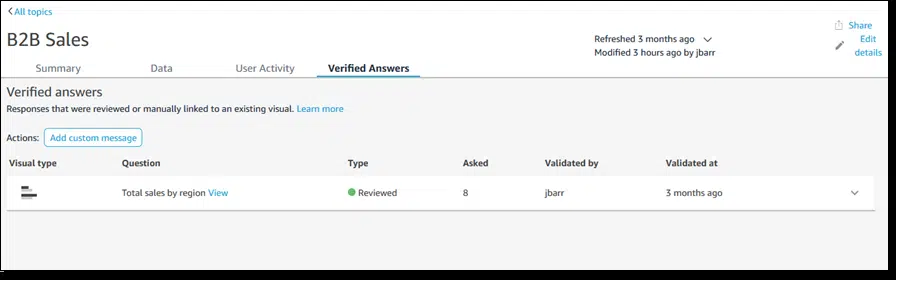 All topics
Share
B2B Sales
Refreshed 3 months ago
Edit
Modified 3 hours ago by jbarr
details
Summary Data User Activity Verified Answers
Verified answers
Responses that were reviewed or manually linked to an existing visual. Learn more
Actions: Add custom message
Visual type Question Type Asked Validated by Validated at
Total sales by region View Reviewed 8 jbarr 3 months ago